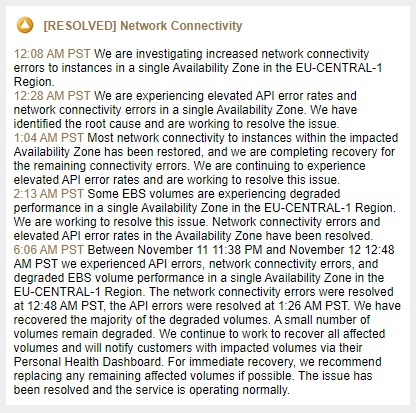 [RESOLVED] Network Connectivity
12:08 AM PST We are investigating increased network connectivity
errors to instances in a single Availability Zone in the EU-CENTRAL-1
Region.
12:28 AM PST We are experiencing elevated API error rates and
network connectivity errors in a single Availability Zone. We have
identified the root cause and are working to resolve the issue.
1:04 AM PST Most network connectivity to instances within the impacted
Availability Zone has been restored, and we are completing recovery for
the remaining connectivity errors. We are continuing to experience
elevated API error rates and are working to resolve this issue.
2:13 AM PST Some EBS volumes are experiencing degraded
performance in a single Availability Zone in the EU-CENTRAL-1 Region.
We are working to resolve this issue. Network connectivity errors and
elevated API error rates in the Availability Zone have been resolved.
6:06 AM PST Between November 11 11:38 PM and November 12 12:48
AM PST we experienced API errors, network connectivity errors, and
degraded EBS volume performance in a single Availability Zone in the
EU-CENTRAL-1 Region. The network connectivity errors were resolved
at 12:48 AM PST, the API errors were resolved at 1:26 AM PST. We have
recovered the majority of the degraded volumes. A small number of
volumes remain degraded. We continue to work to recover all affected
volumes and will notify customers with impacted volumes via their
Personal Health Dashboard. For immediate recovery, we recommend
replacing any remaining affected volumes if possible. The issue has
been resolved and the service is operating normally.